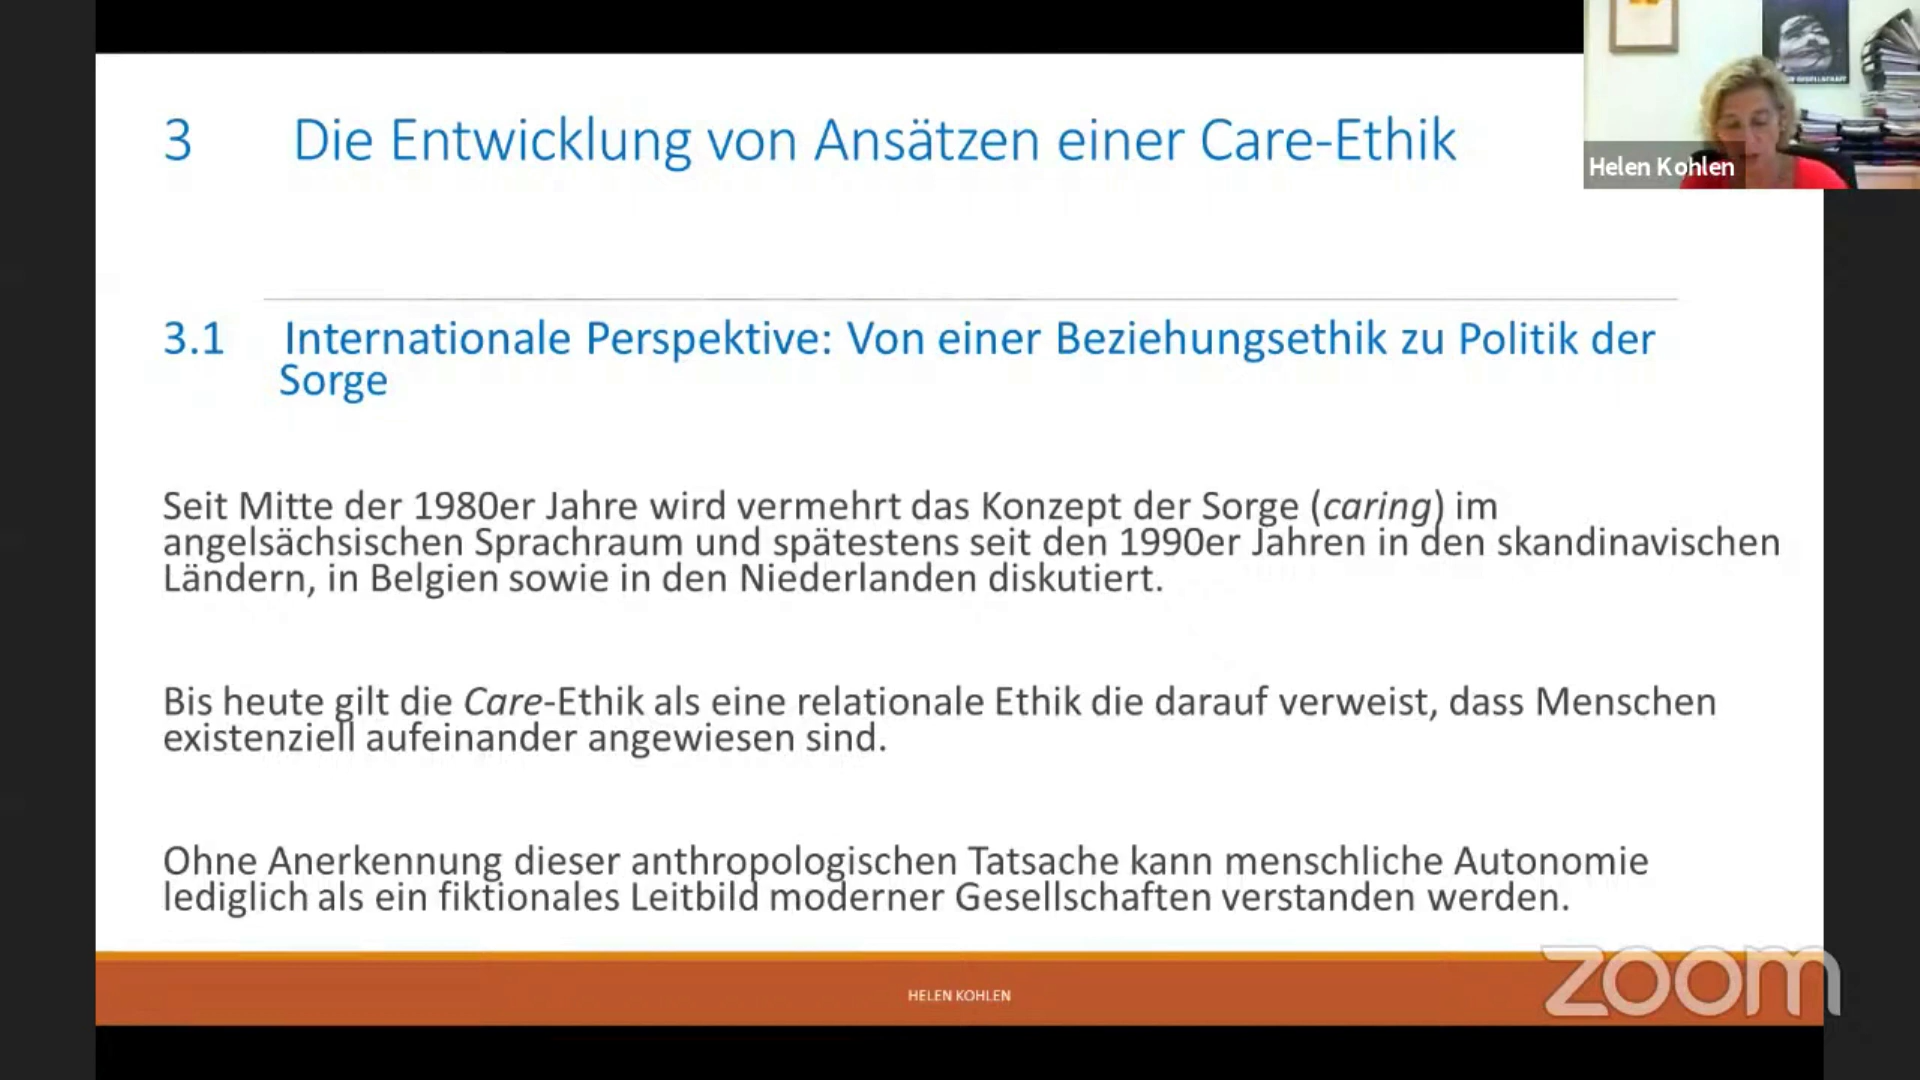 3 Die Entwicklung von Ansätzen einer Care-Ethik
Helen Kohlen
3.1 Internationale Perspektive: Von einer Beziehungsethik zu Politik der
Sorge
Seit Mitte der 1980er Jahre wird vermehrt das Konzept der Sorge (caring) im
angelsächsischen Sprachraum und spätestens seit den 1990er Jahren in den skandinavischen
Ländern, in Belgien sowie in den Niederlanden diskutiert.
Bis heute gilt die Care-Ethik als eine relationale Ethik die darauf verweist, dass Menschen
existenziell aufeinander angewiesen sind.
Ohne Anerkennung dieser anthropologischen Tatsache kann menschliche Autonomie
lediglich als ein fiktionales Leitbild moderner Gesellschaften verstanden werden.
HELEN KOHLEN
zoom